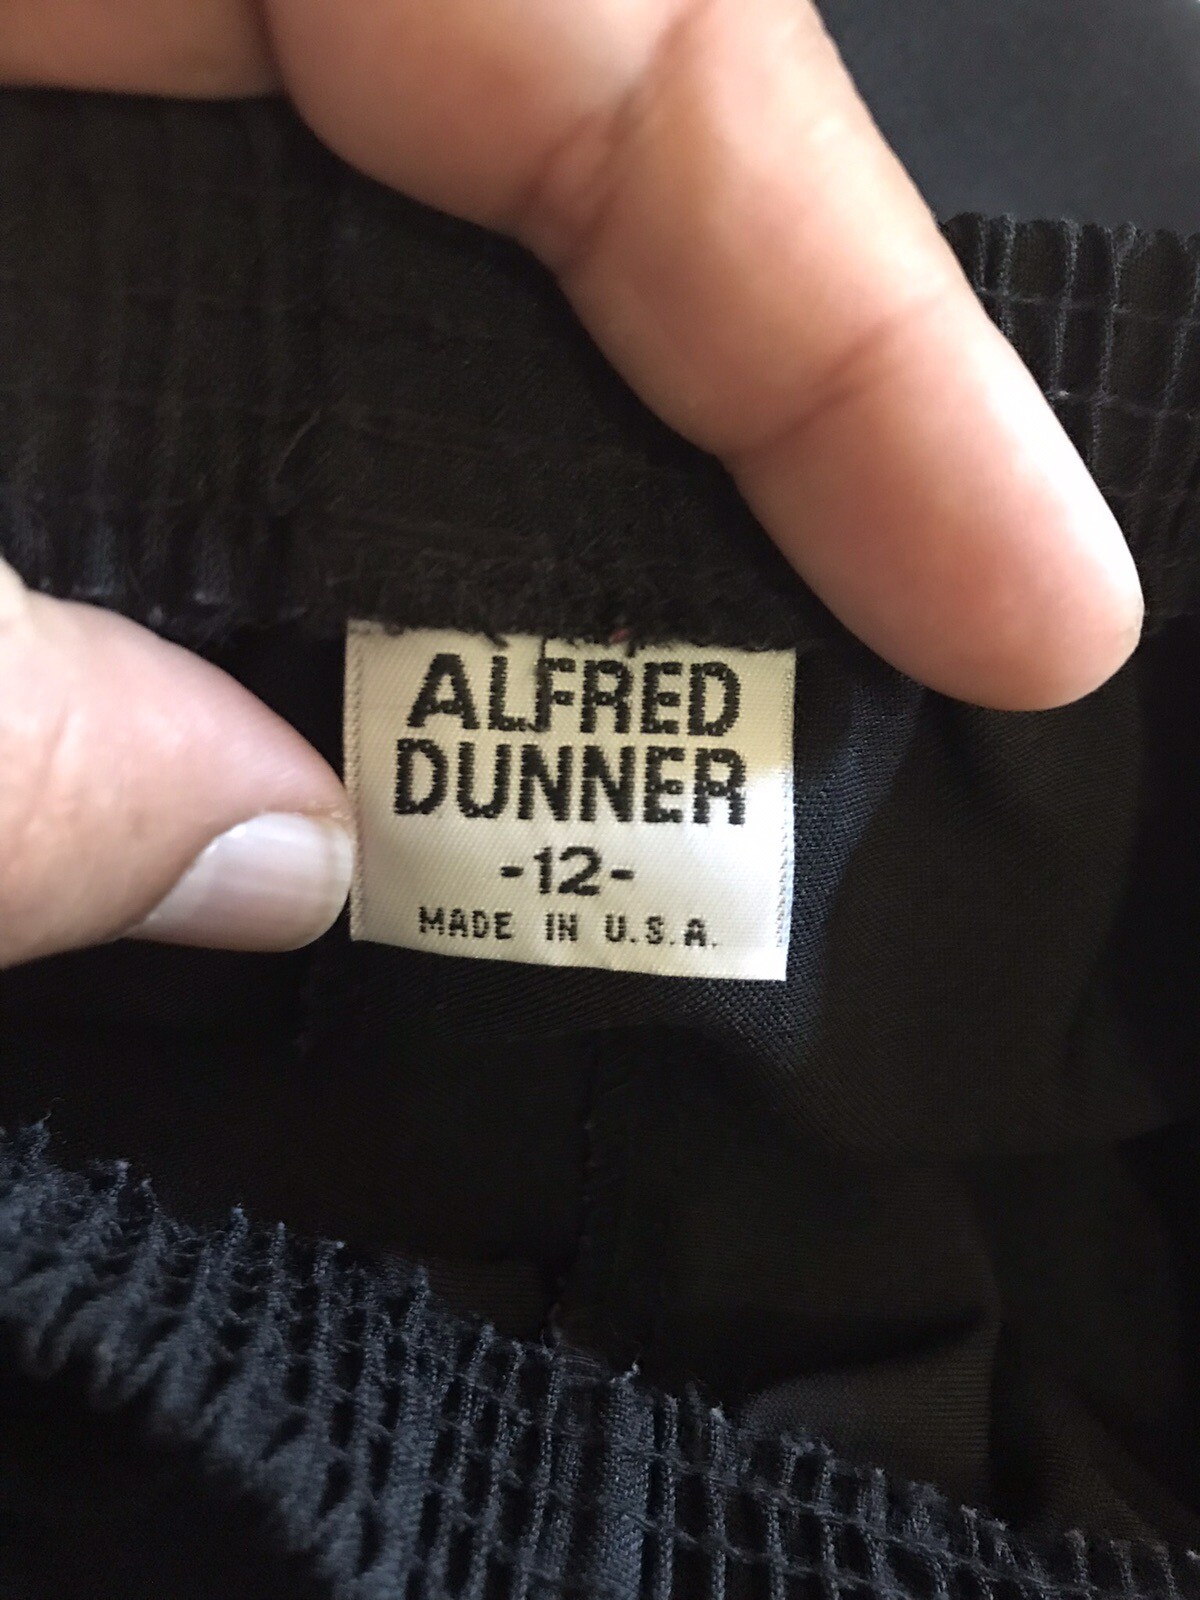 ALFRED
DUNNER
-12-
MADE IN U.S.A.